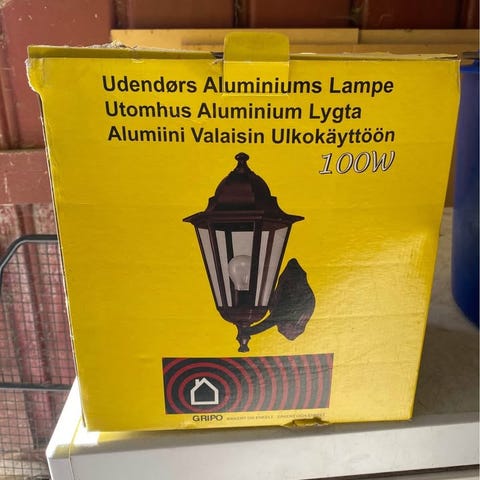 Udendørs Aluminiums Lampe
Utomhus Aluminium Lygta
Alumiini Valaisin Ulkokäyttöön
100W
GRIPO